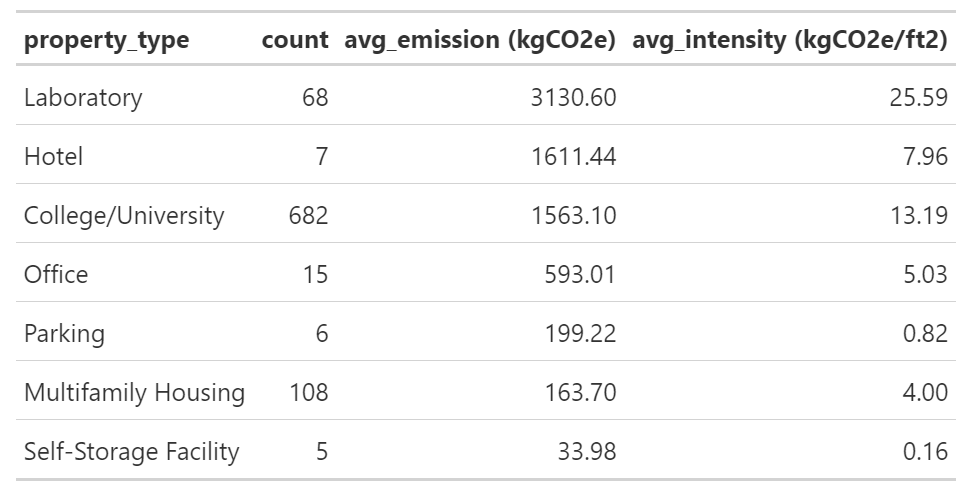 property_type count avg_emission (kgCO2e) avg_intensity (kgCO2e/ft2)
Laboratory 68 3130.60 25.59
Hotel 7 1611.44 7.96
College/University 682 1563.10 13.19
Office 15 593.01 5.03
Parking 6 199.22 0.82
Multifamily Housing 108 163.70 4.00
Self-Storage Facility 5 33.98 0.16